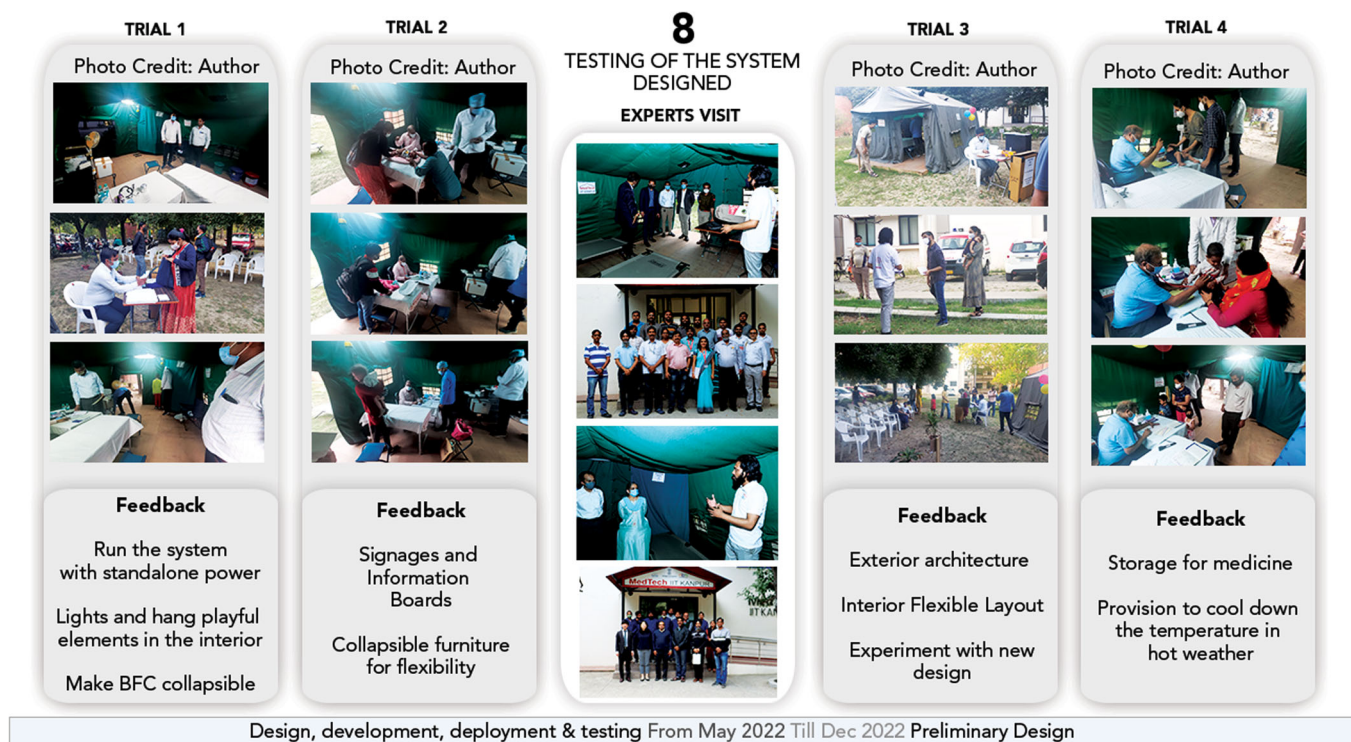 TRIAL 1
Photo Credit: Author
Feedback
Run the system
with standalone power
Lights and hang playful
elements in the interior
Make BFC collapsible
TRIAL 2
Photo Credit: Author
Feedback
Signages and
Information
Boards
Collapsible furniture
for flexibility
8
TESTING OF THE SYSTEM
DESIGNED
EXPERTS VISIT
MedTech IIT KANPUR
IIT KANPUR
TRIAL 3
Photo Credit: Author
Feedback
Exterior architecture
Interior Flexible Layout
Experiment with new
design
TRIAL 4
Photo Credit: Author
Feedback
Storage for medicine
Provision to cool down
the temperature in
hot weather
Design, development, deployment & testing From May 2022 Till Dec 2022 Preliminary Design